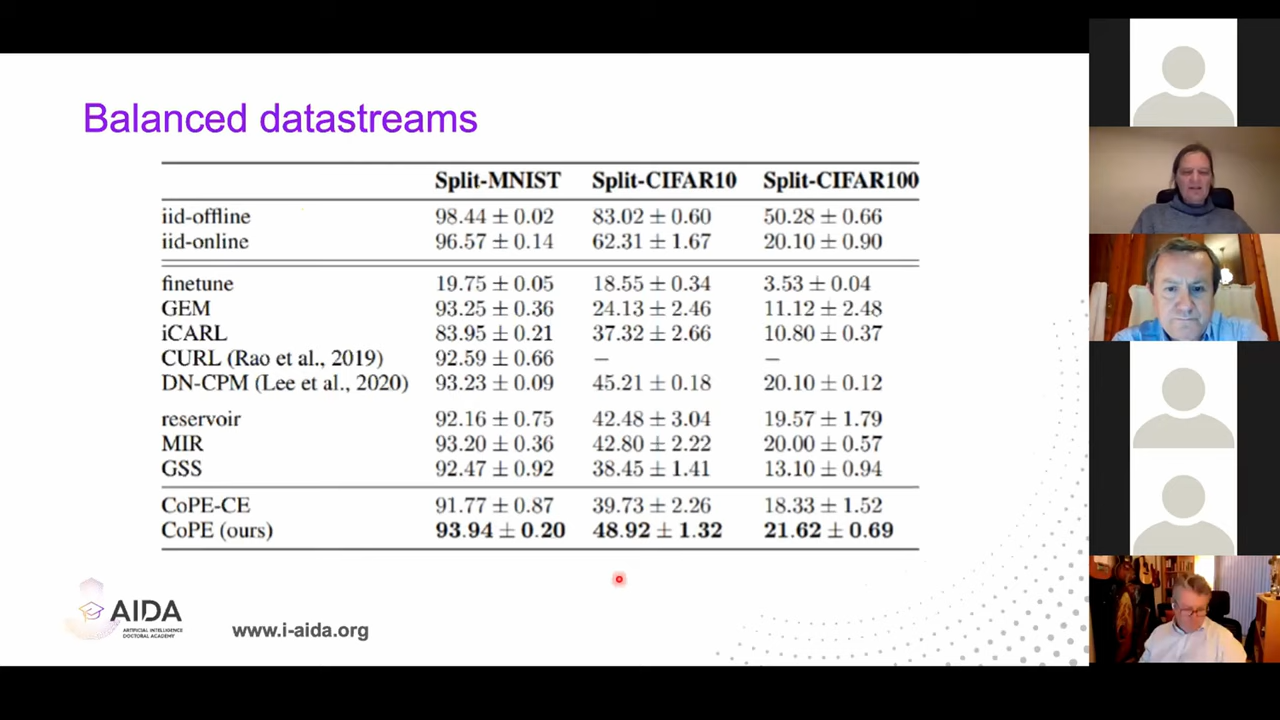 Balanced datastreams
Split-MNIST Split-CIFAR10 Split-CIFAR100
iid-offline 98.44 ± 0.02 83.02 ± 0.60 50.28 ± 0.66
iid-online 96.57 ± 0.14 62.31 ± 1.67 20.10 ± 0.90
finetune 19.75 ± 0.05 18.55 ± 0.34 3.53 ± 0.04
GEM 93.25 ± 0.36 24.13 ± 2.46 11.12 ± 2.48
iCARL 83.95 ± 0.21 37.32 ± 2.66 10.80 ± 0.37
CURL (Rao et al., 2019) 92.59 ± 0.66 – –
DN-CPM (Lee et al., 2020) 93.23 ± 0.09 45.21 ± 0.18 20.10 ± 0.12
reservoir 92.16 ± 0.75 42.48 ± 3.04 19.57 ± 1.79
MIR 93.20 ± 0.36 42.80 ± 2.22 20.00 ± 0.57
GSS 92.47 ± 0.92 38.45 ± 1.41 13.10 ± 0.94
CoPE-CE 91.77 ± 0.87 39.73 ± 2.26 18.33 ± 1.52
CoPE (ours) 93.94 ± 0.20 48.92 ± 1.32 21.62 ± 0.69
AIDA
ARTIFICIAL INTELLIGENCE
DOCTORAL ACADEMY
www.i-aida.org